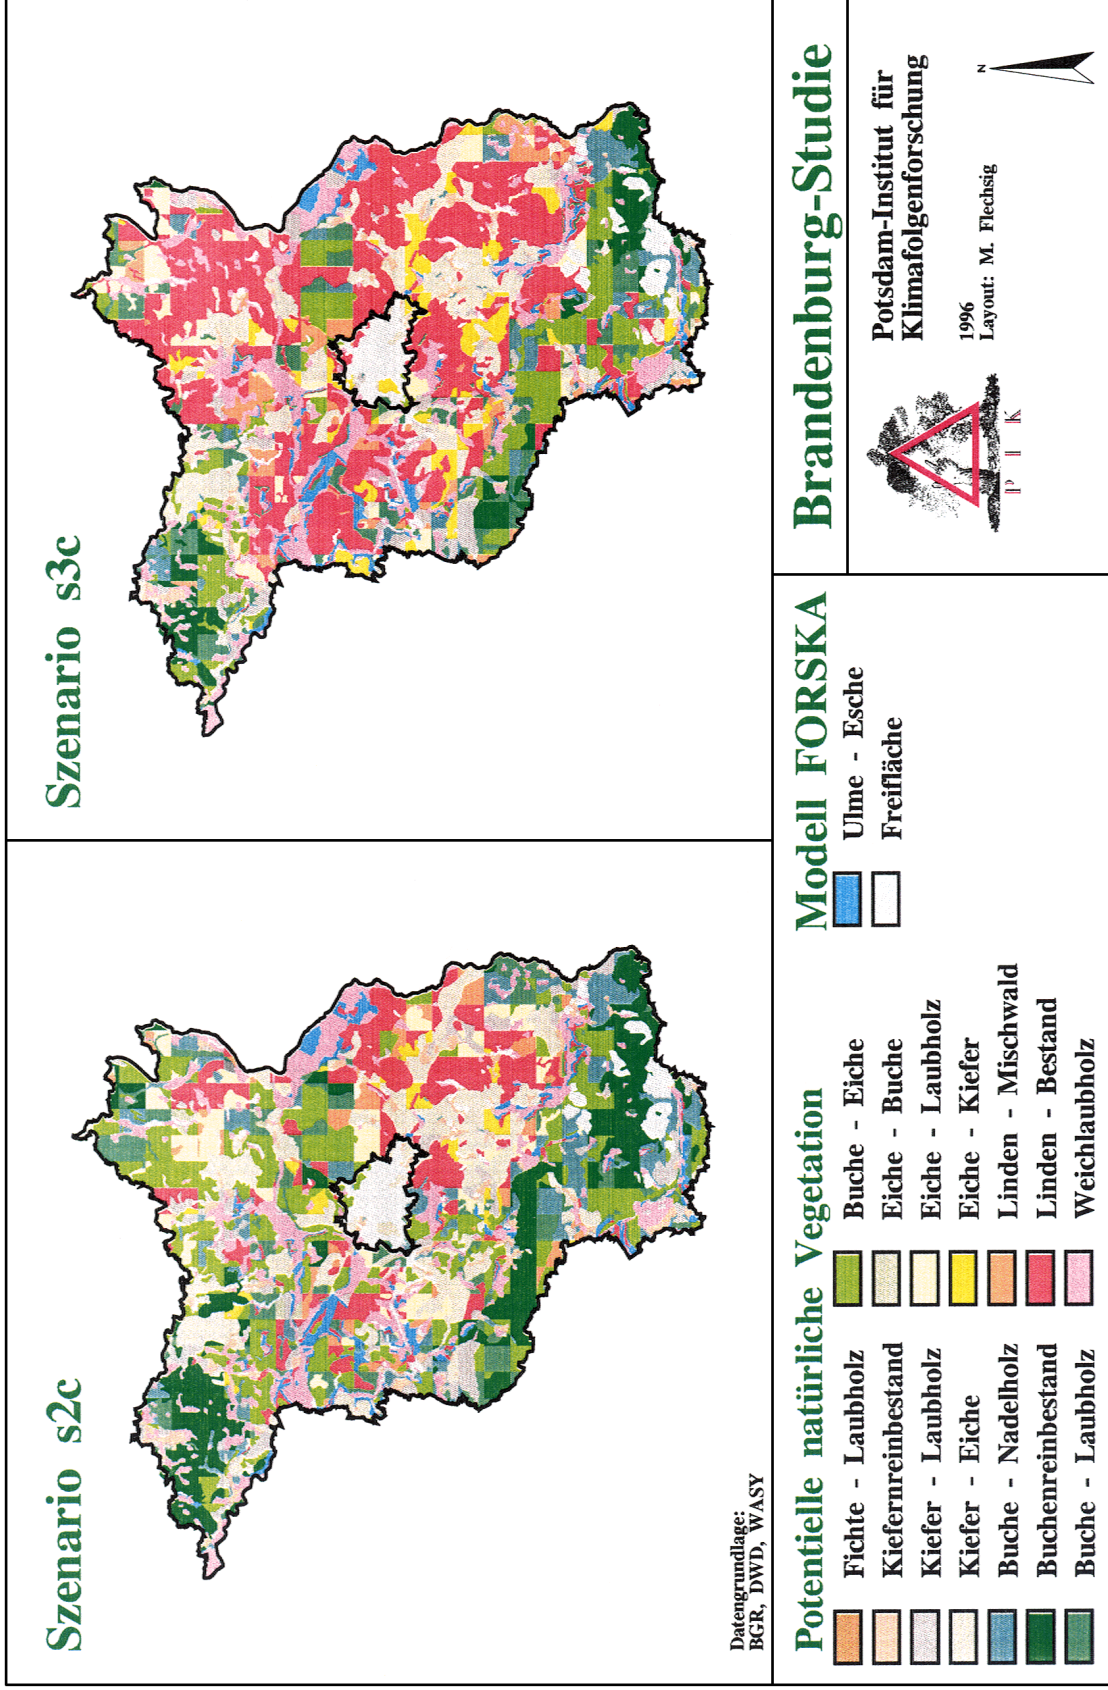 Szenario s2c
Szenario s3c
Datengrundlage:
BGR, DWD, WASY
Potentielle natürliche Vegetation
Modell FORSKA
Fichte - Laubholz
Kiefernreinbestand
Kiefer - Laubholz
Kiefer - Eiche
Buche - Nadelholz
Buchenreinbestand
Buche - Laubholz
Buche - Eiche
Eiche - Buche
Eiche - Laubholz
Eiche - Kiefer
Linden - Mischwald
Linden - Bestand
Weichlaubholz
Ulme - Esche
Freifläche
Brandenburg-Studie
P I K
Potsdam-Institut für
Klimafolgenforschung
1996
Layout: M. Flechsig
N